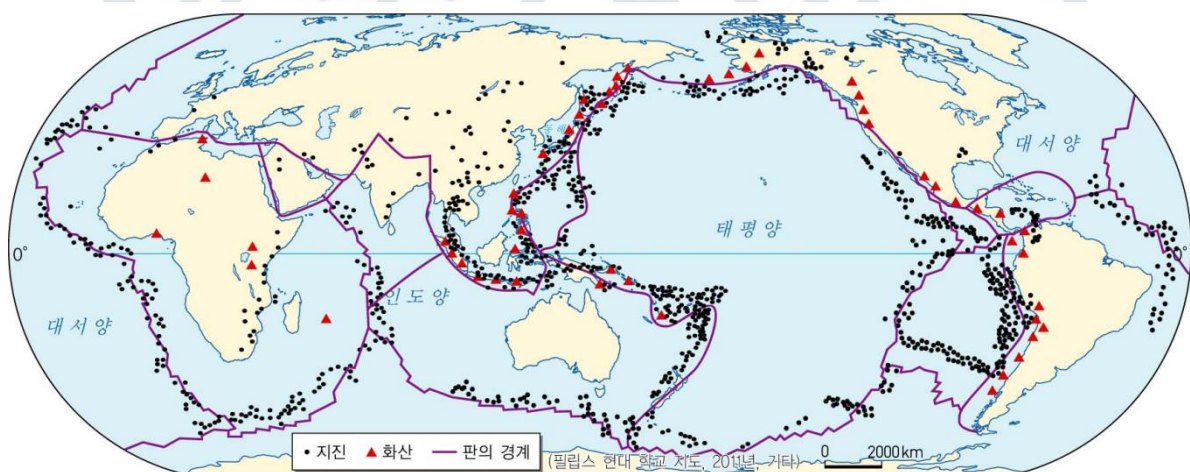 대서양
태평양
0°
0°
인도양
대서양
지진 화산 판의 경계
(필립스 현대 학교 지도, 2011년, 기타)
0 2000km